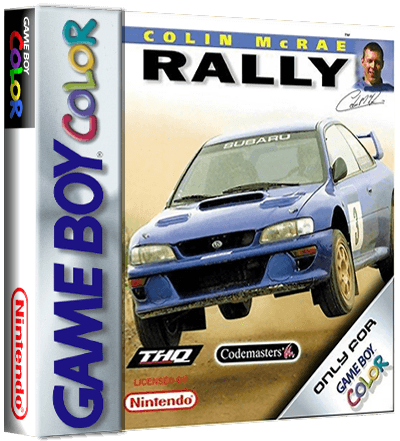 GAME BOY COLOR
Nintendo
GAME BOY COLOR
COLIN McRAE™
RALLY
SUBARU
3
THQ
Codemasters
LICENSED BY
Nintendo
ONLY FOR
GAME BOY
COLOR